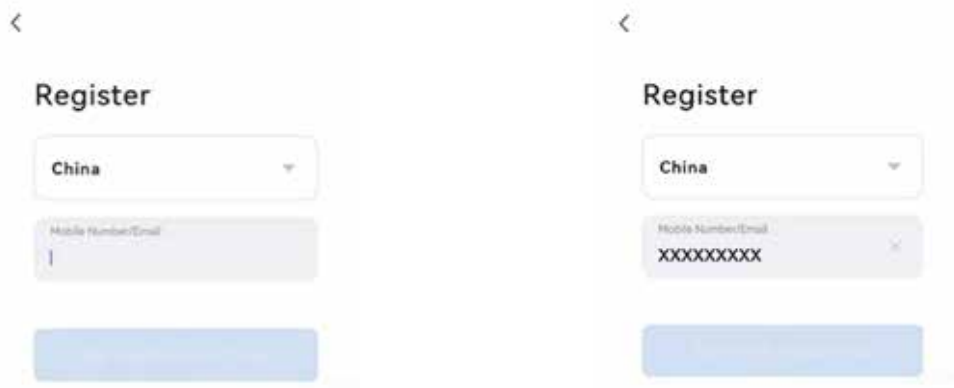 Register
China
Mobile Number/Email
Register
China
Mobile Number/Email
XXXXXXXXX